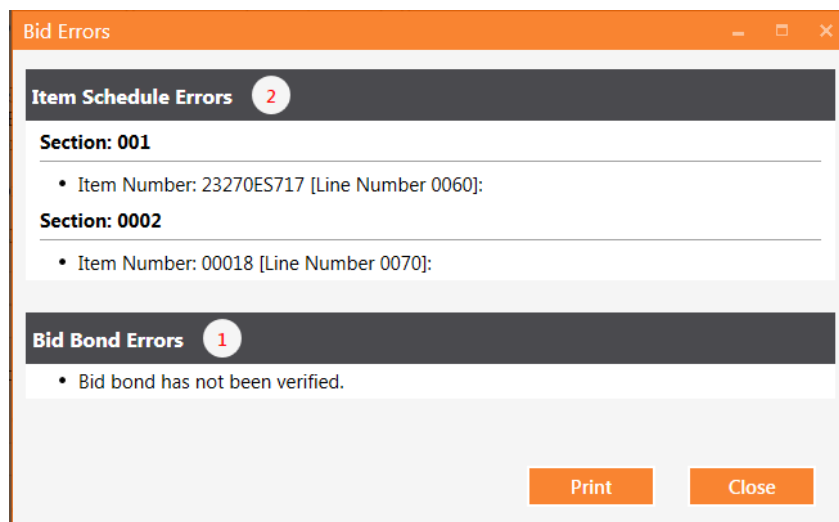 Bid Errors
Item Schedule Errors 2
Section: 001
• Item Number: 23270ES717 [Line Number 0060]:
Section: 0002
• Item Number: 00018 [Line Number 0070]:
Bid Bond Errors 1
• Bid bond has not been verified.
Print Close